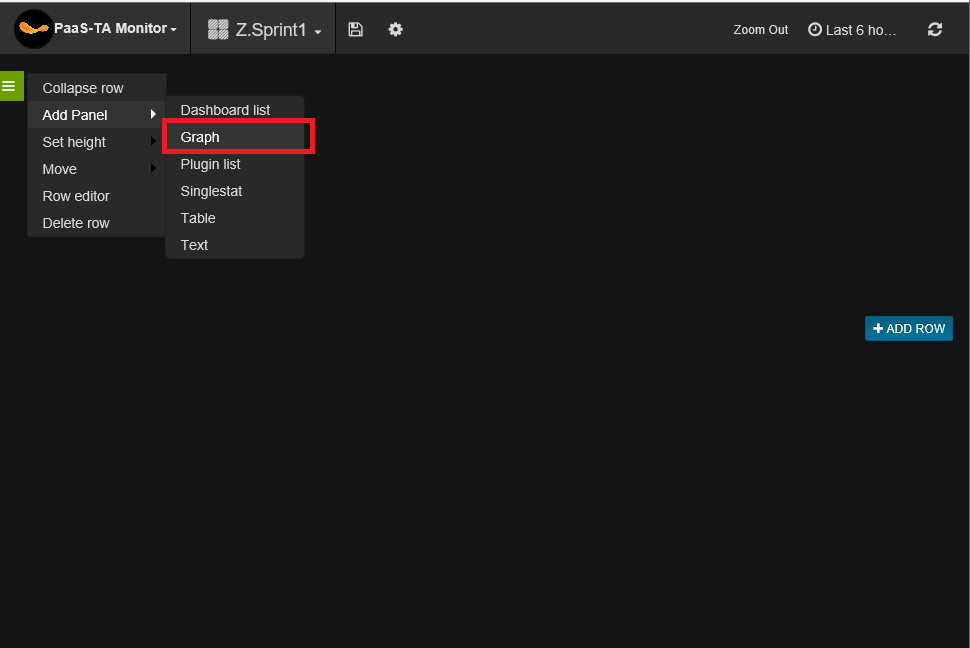 PaaS-TA Monitor
Z.Sprint1
Zoom Out
Last 6 ho...
Collapse row
Add Panel
Set height
Move
Row editor
Delete row
Dashboard list
Graph
Plugin list
Singlestat
Table
Text
+ ADD ROW